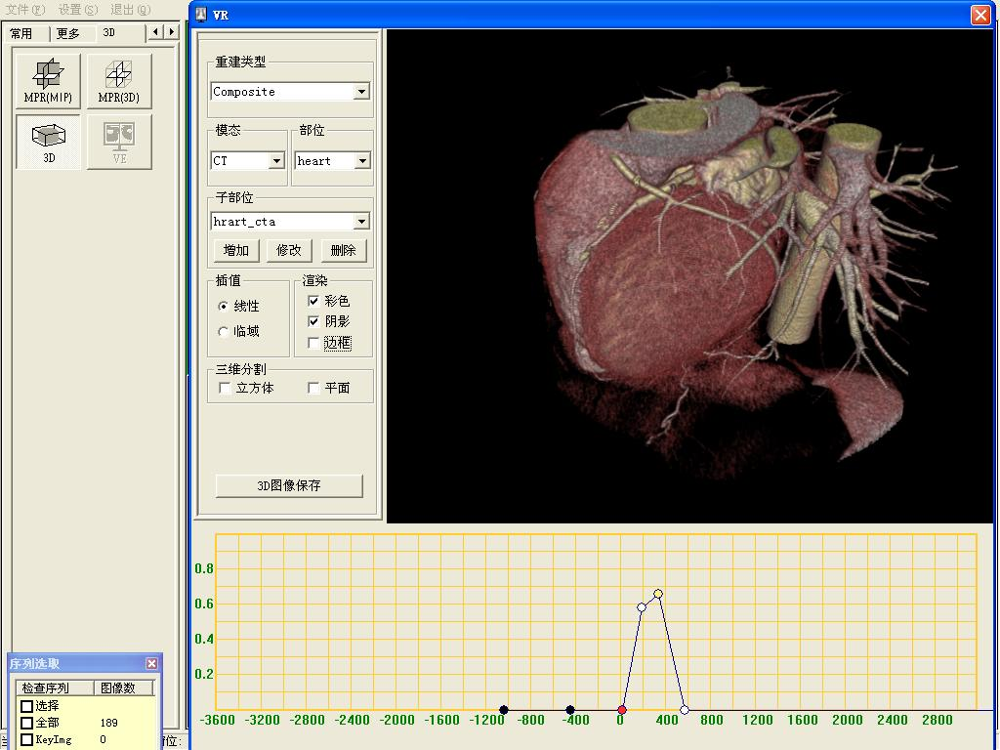 文件(F) 设置(S) 退出(Q)
VR
常用 更多 3D
MPR(MIP) MPR(3D)
3D VE
重建类型
Composite
模态 部位
CT heart
子部位
hrart_cta
增加 修改 删除
插值 渲染
线性 彩色
临域 阴影
边框
三维分割
立方体 平面
3D图像保存
0.8
0.6
0.4
0.2
-3600 -3200 -2800 -2400 -2000 -1600 -1200 -800 -400 0 400 800 1200 1600 2000 2400 2800
序列选取
检查序列 图像数
选择
全部 189
KeyImg 0
位: